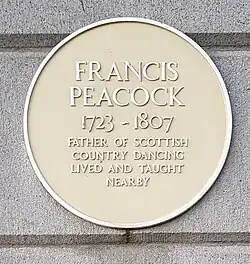 FRANCIS
PEACOCK
1723 - 1807
FATHER OF SCOTTISH
COUNTRY DANCING
LIVED AND TAUGHT
NEARBY